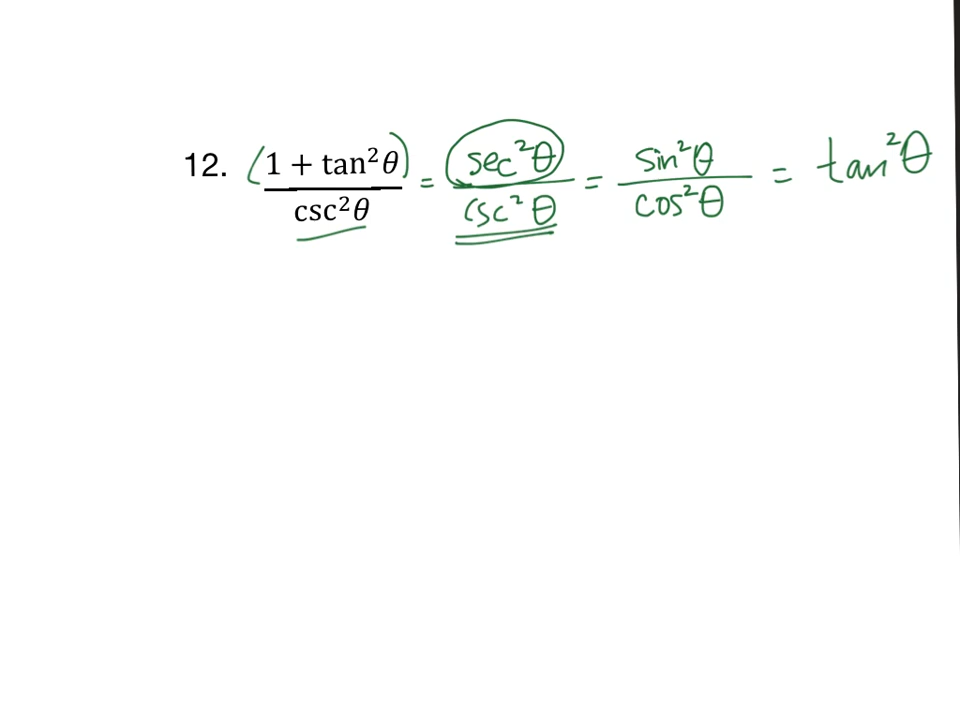 12. (1 + tan²θ) / csc²θ = sec²θ / csc²θ = sin²θ / cos²θ = tan²θ